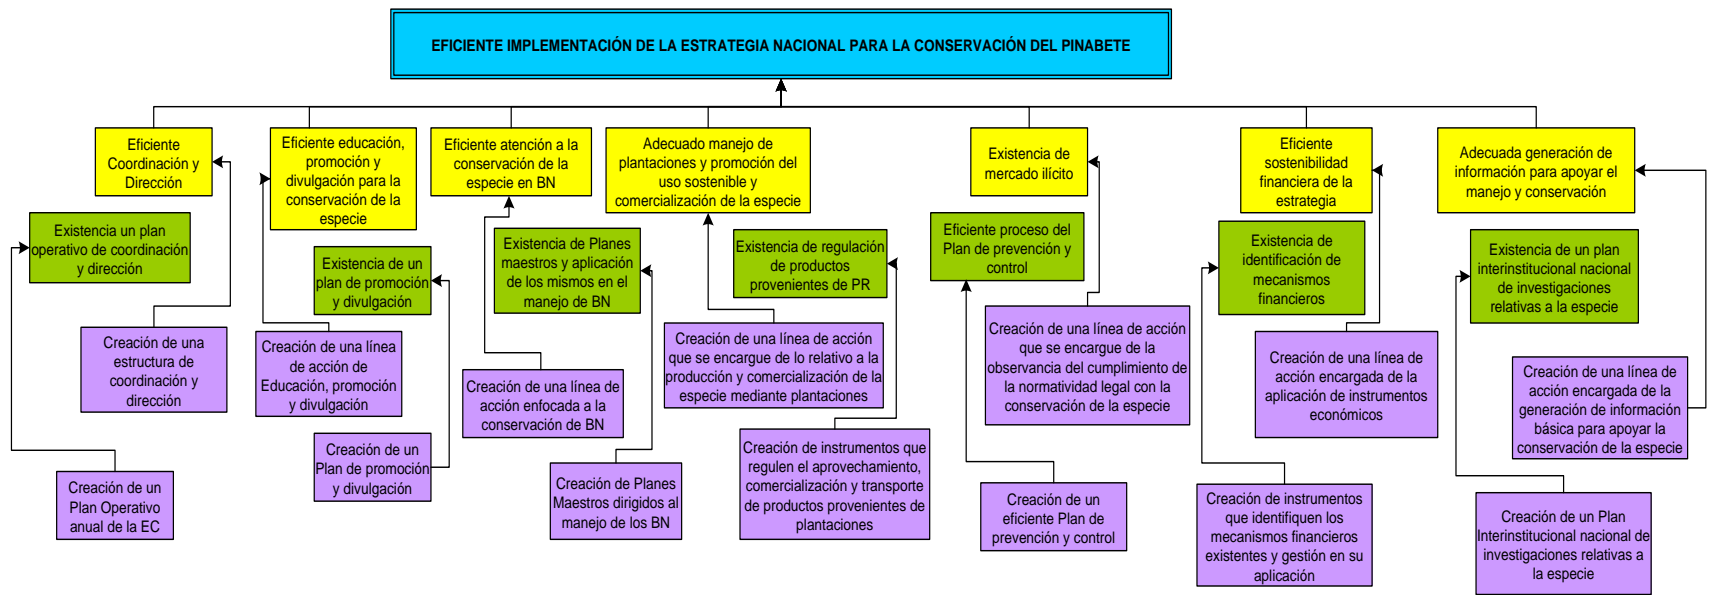 EFICIENTE IMPLEMENTACIÓN DE LA ESTRATEGIA NACIONAL PARA LA CONSERVACIÓN DEL PINABETE
Eficiente
Coordinación y
Dirección
Eficiente educación,
promoción y
divulgación para la
conservación de la
especie
Eficiente atención a la
conservación de la
especie en BN
Adecuado manejo de
plantaciones y promoción del
uso sostenible y
comercialización de la especie
Existencia de
mercado ilícito
Eficiente
sostenibilidad
financiera de la
estrategia
Adecuada generación de
información para apoyar el
manejo y conservación
Existencia un plan
operativo de coordinación
y dirección
Existencia de un
plan de promoción
y divulgación
Existencia de Planes
maestros y aplicación
de los mismos en el
manejo de BN
Existencia de regulación
de productos
provenientes de PR
Eficiente proceso del
Plan de prevención y
control
Existencia de
identificación de
mecanismos
financieros
Existencia de un plan
interinstitucional nacional
de investigaciones
relativas a la especie
Creación de una
estructura de
coordinación y
dirección
Creación de una línea
de acción de
Educación, promoción
y divulgación
Creación de una línea de
acción enfocada a la
conservación de BN
Creación de una línea de acción
que se encargue de lo relativo a la
producción y comercialización de la
especie mediante plantaciones
Creación de una línea de acción
que se encargue de la
observancia del cumplimiento de
la normatividad legal con la
conservación de la especie
Creación de una línea de
acción encargada de la
aplicación de instrumentos
económicos
Creación de una línea de
acción encargada de la
generación de información
básica para apoyar la
conservación de la especie
Creación de un
Plan Operativo
anual de la EC
Creación de un
Plan de promoción
y divulgación
Creación de Planes
Maestros dirigidos al
manejo de los BN
Creación de instrumentos que
regulen el aprovechamiento,
comercialización y transporte
de productos provenientes de
plantaciones
Creación de un
eficiente Plan de
prevención y control
Creación de instrumentos
que identifiquen los
mecanismos financieros
existentes y gestión en su
aplicación
Creación de un Plan
Interinstitucional nacional de
investigaciones relativas a
la especie